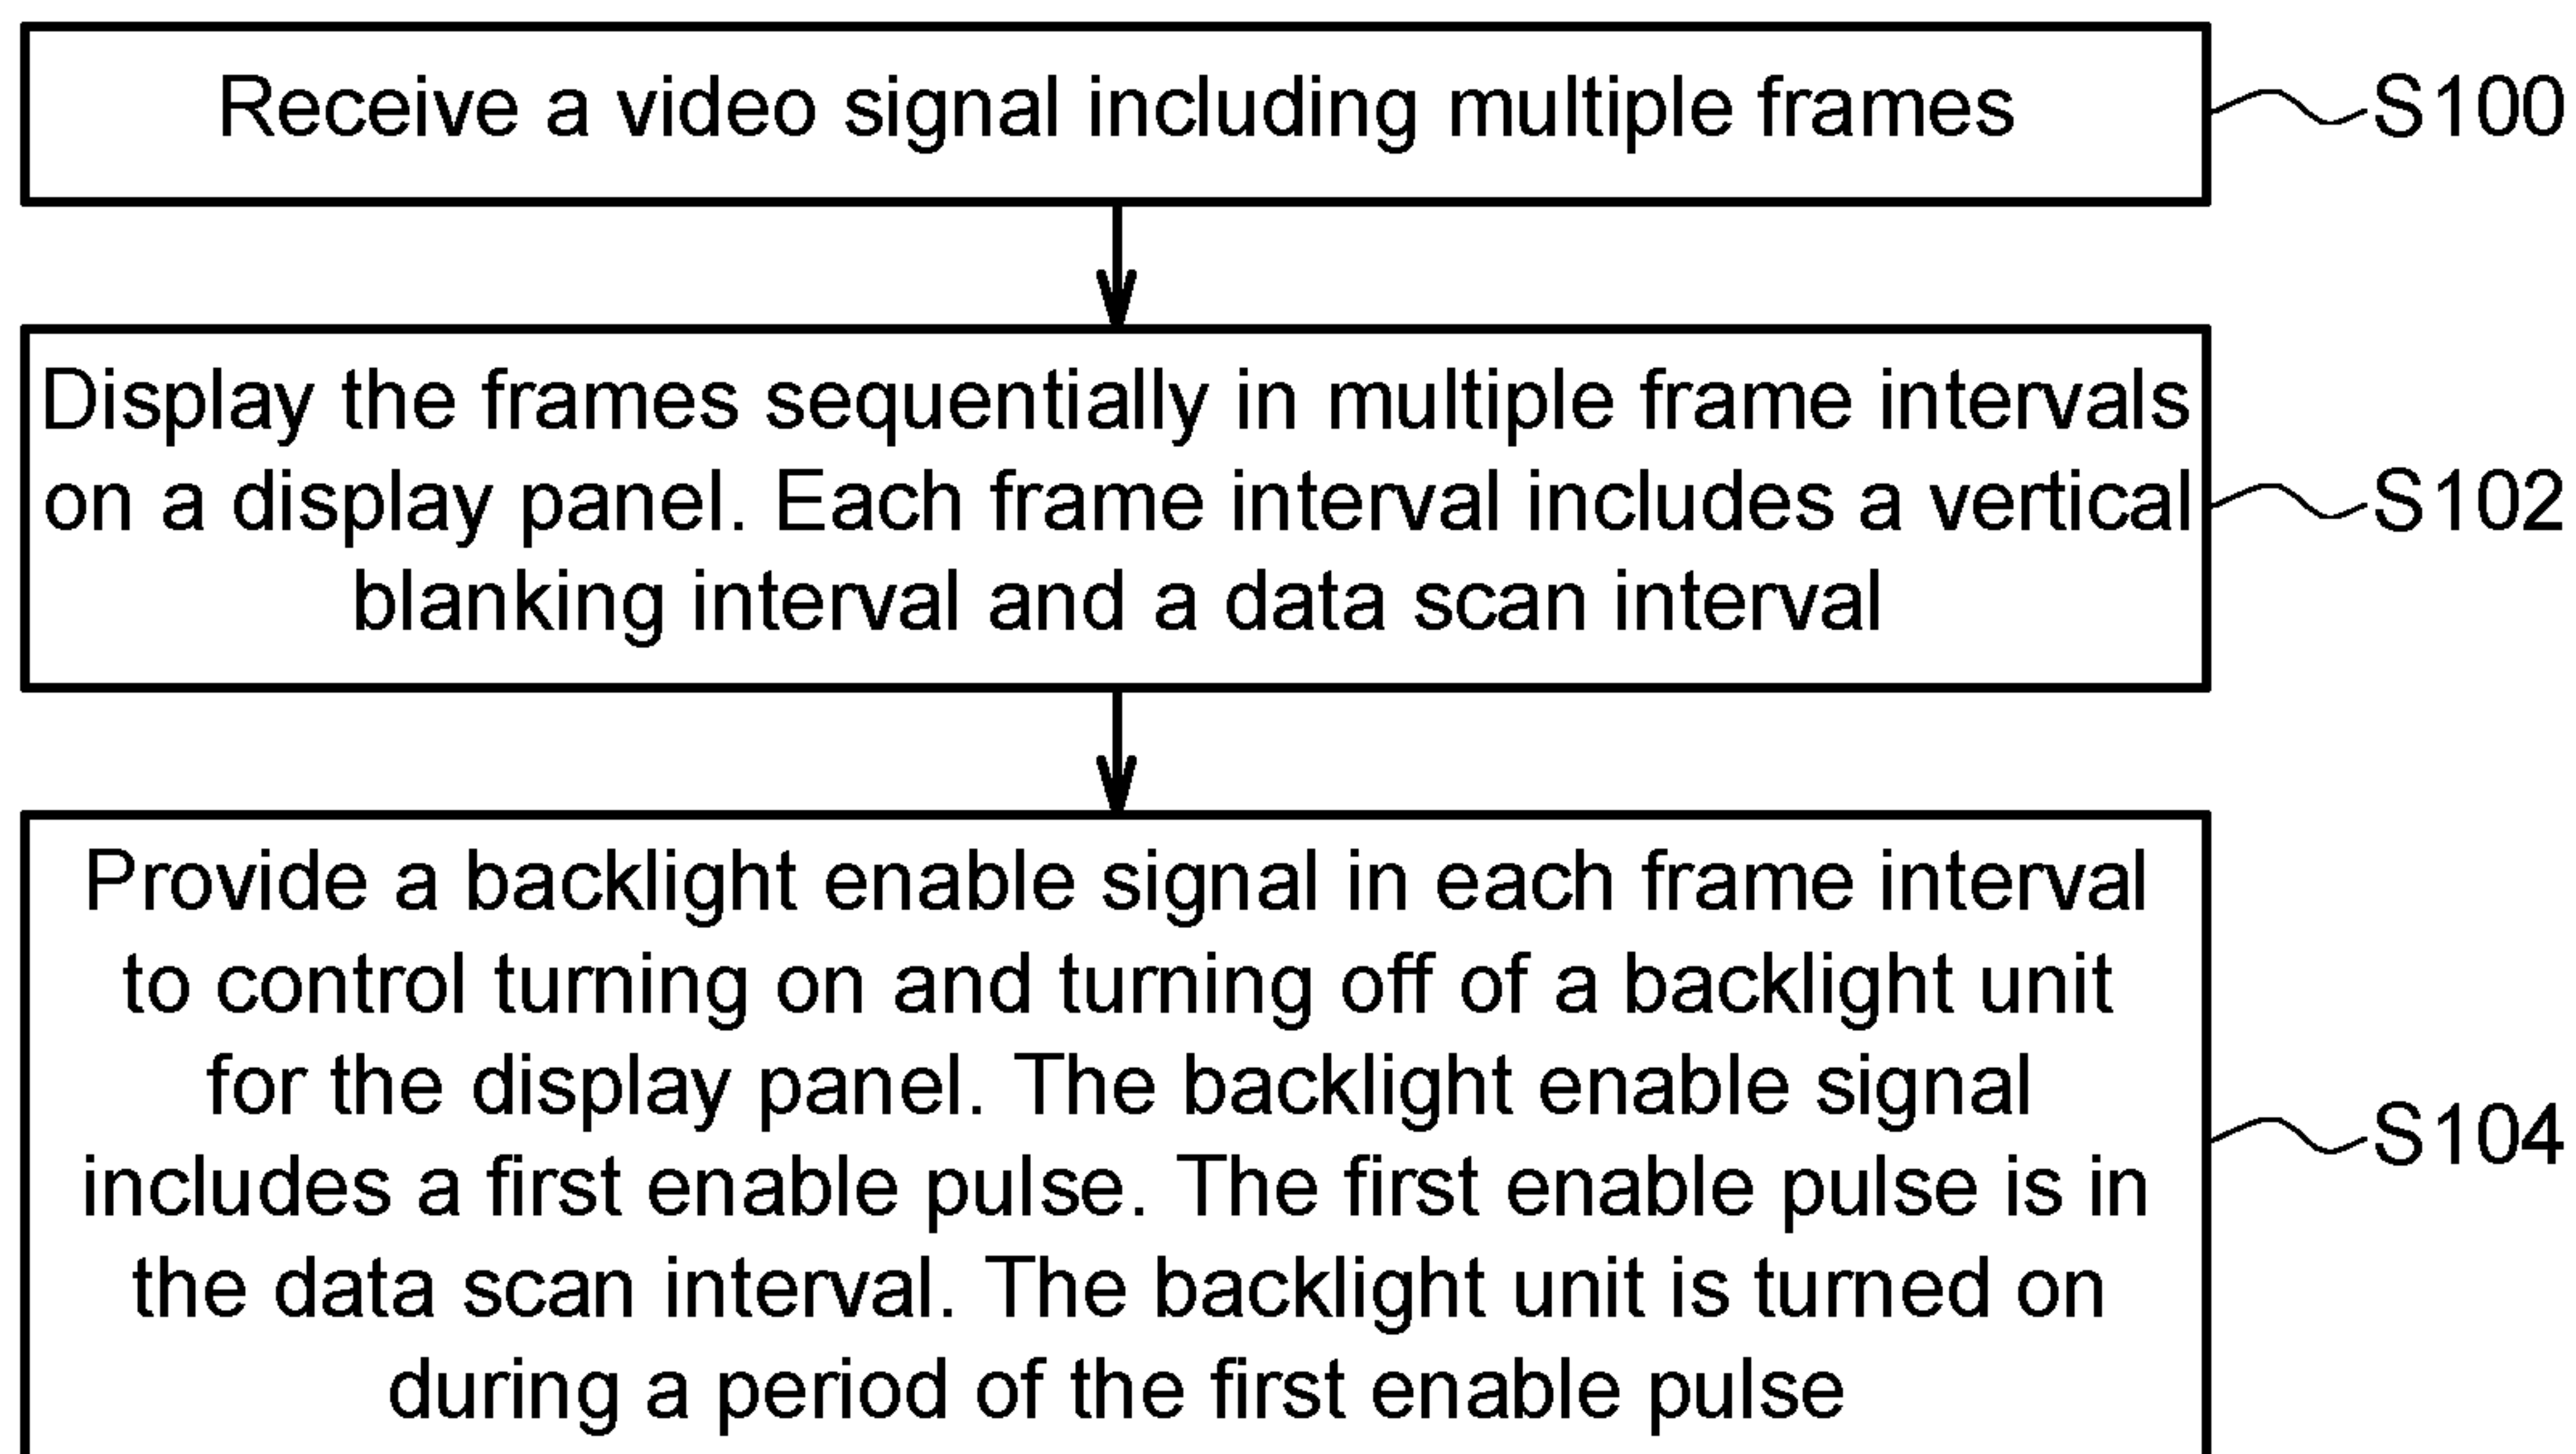 Receive a video signal including multiple frames
S100
Display the frames sequentially in multiple frame intervals
on a display panel. Each frame interval includes a vertical
blanking interval and a data scan interval
S102
Provide a backlight enable signal in each frame interval
to control turning on and turning off of a backlight unit
for the display panel. The backlight enable signal
includes a first enable pulse. The first enable pulse is in
the data scan interval. The backlight unit is turned on
during a period of the first enable pulse
S104